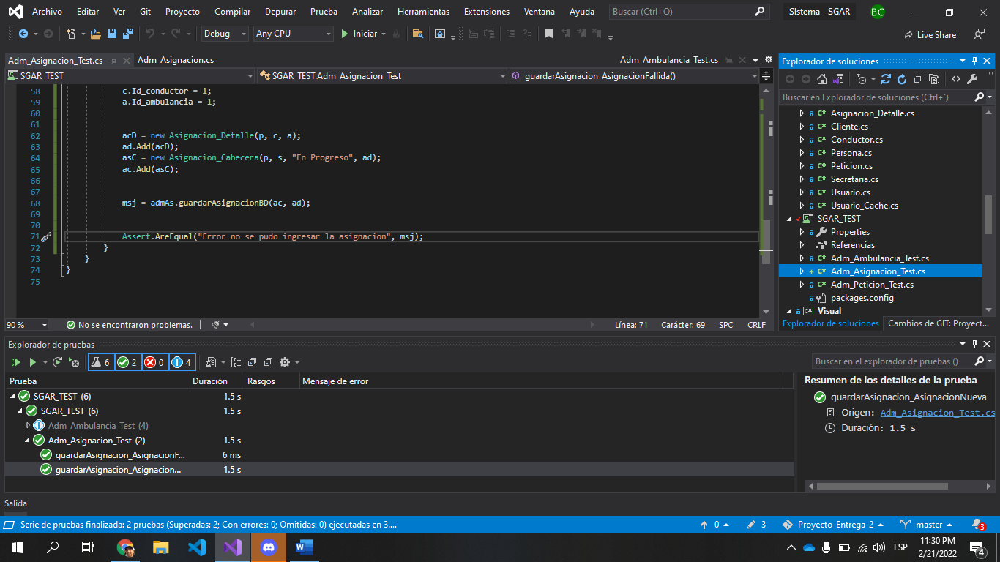 Archivo Editar Ver Git Proyecto Compilar Depurar Prueba Analizar Herramientas Extensiones Ventana Ayuda Buscar (Ctrl+Q) Sistema - SGAR BC
Debug Any CPU Iniciar Live Share
Adm_Asignacion_Test.cs Adm_Asignacion.cs Adm_Ambulancia_Test.cs
SGAR_TEST SGAR_TEST.Adm_Asignacion_Test guardarAsignacion_AsignacionFallida()
58 c.Id_conductor = 1;
59 a.Id_ambulancia = 1;
60
61
62 acD = new Asignacion_Detalle(p, c, a);
63 ad.Add(acD);
64 asC = new Asignacion_Cabecera(p, s, "En Progreso", ad);
65 ac.Add(asC);
66
67
68 msj = admAs.guardarAsignacionBD(ac, ad);
69
70
71 Assert.AreEqual("Error no se pudo ingresar la asignacion", msj);
72 }
73 }
74 }
75
90 % No se encontraron problemas. Línea: 71 Carácter: 69 SPC CRLF
Explorador de soluciones
Buscar en Explorador de soluciones (Ctrl+´)
C# Asignacion_Detalle.cs
C# Cliente.cs
C# Conductor.cs
C# Persona.cs
C# Peticion.cs
C# Secretaria.cs
C# Usuario.cs
C# Usuario_Cache.cs
SGAR_TEST
Properties
Referencias
C# Adm_Ambulancia_Test.cs
+ C# Adm_Asignacion_Test.cs
C# Adm_Peticion_Test.cs
packages.config
C# Visual
Explorador de soluciones Cambios de GIT: Proyect...
Explorador de pruebas
6 2 0 4
Buscar en el explorador de pruebas ()
Prueba Duración Rasgos Mensaje de error
SGAR_TEST (6) 1.5 s
SGAR_TEST (6) 1.5 s
Adm_Ambulancia_Test (4)
Adm_Asignacion_Test (2) 1.5 s
guardarAsignacion_AsignacionF... 6 ms
guardarAsignacion_Asignacion... 1.5 s
Resumen de los detalles de la prueba
guardarAsignacion_AsignacionNueva
Origen: Adm_Asignacion_Test.cs
Duración: 1.5 s
Salida
Serie de pruebas finalizada: 2 pruebas (Superadas: 2; Con errores: 0; Omitidas: 0) ejecutadas en 3.... 0 3 Proyecto-Entrega-2 master 3
ESP 11:30 PM
2/21/2022 4